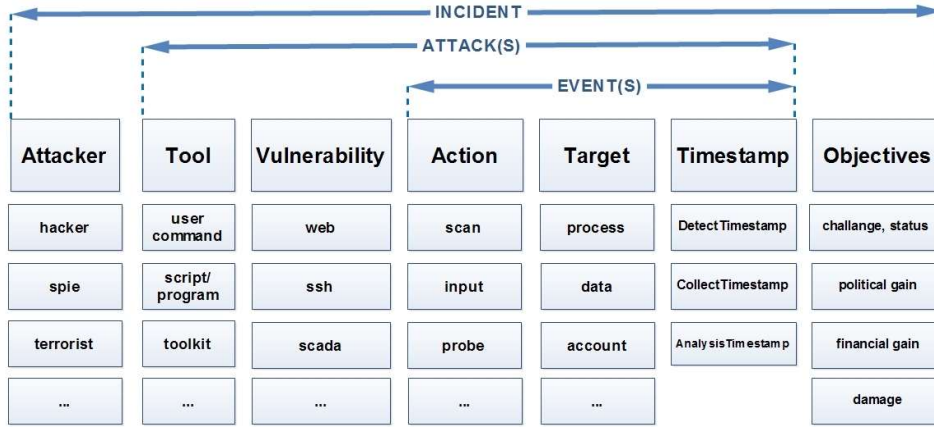 INCIDENT
ATTACK(S)
EVENT(S)
Attacker Tool Vulnerability Action Target Timestamp Objectives
hacker user command web scan process DetectTimestamp challange, status
spie script/ program ssh input data CollectTimestamp political gain
terrorist toolkit scada probe account AnalysisTimestamp financial gain
... ... ... ... ... damage